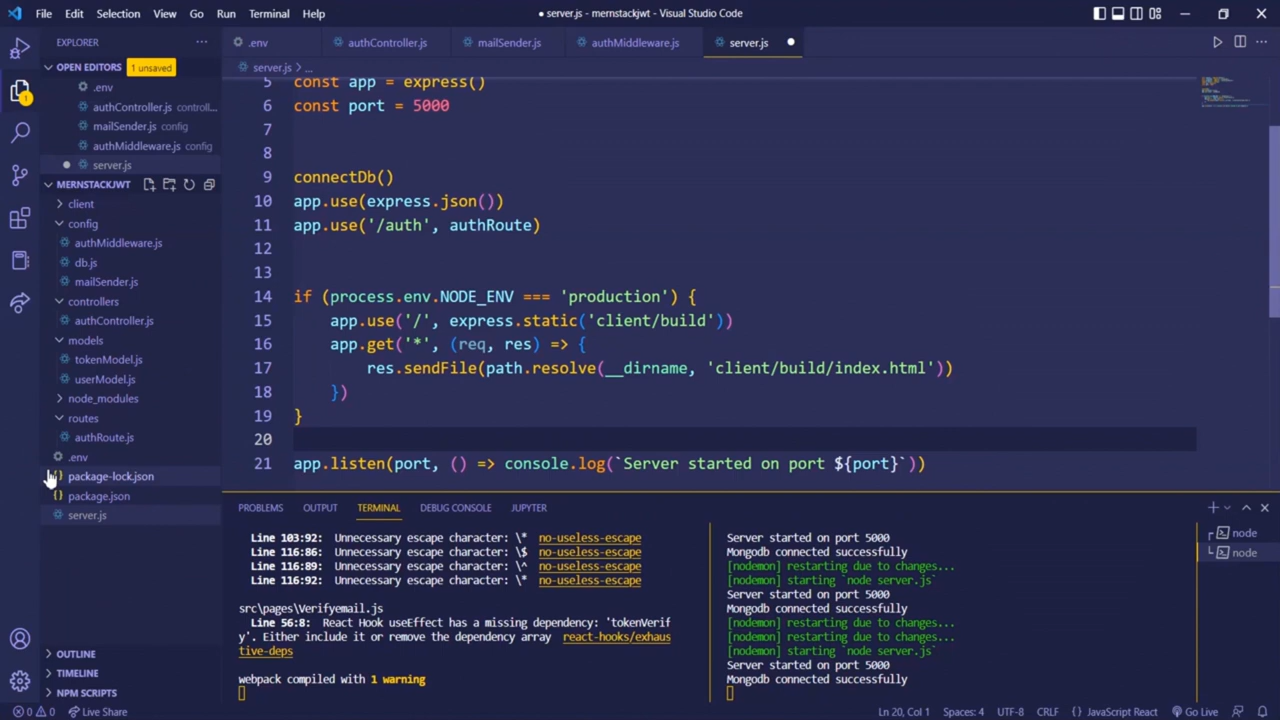 File Edit Selection View Go Run Terminal Help
● server.js - mernstackjwt - Visual Studio Code
EXPLORER
OPEN EDITORS 1 unsaved
.env
authController.js controll...
mailSender.js config
authMiddleware.js config
server.js
MERNSTACKJWT
client
config
authMiddleware.js
db.js
mailSender.js
controllers
authController.js
models
tokenModel.js
userModel.js
node_modules
routes
authRoute.js
.env
package-lock.json
package.json
server.js
OUTLINE
TIMELINE
NPM SCRIPTS
.env authController.js mailSender.js authMiddleware.js server.js
server.js > ...
5 const app = express()
6 const port = 5000
7
8
9 connectDb()
10 app.use(express.json())
11 app.use('/auth', authRoute)
12
13
14 if (process.env.NODE_ENV === 'production') {
15 app.use('/', express.static('client/build'))
16 app.get('*', (req, res) => {
17 res.sendFile(path.resolve(__dirname, 'client/build/index.html'))
18 })
19 }
20
21 app.listen(port, () => console.log(`Server started on port ${port}`))
PROBLEMS OUTPUT TERMINAL DEBUG CONSOLE JUPYTER
Line 103:92: Unnecessary escape character: \* no-useless-escape
Line 116:86: Unnecessary escape character: \$ no-useless-escape
Line 116:89: Unnecessary escape character: \^ no-useless-escape
Line 116:92: Unnecessary escape character: \* no-useless-escape
src\pages\Verifyemail.js
Line 56:8: React Hook useEffect has a missing dependency: 'tokenVerif
y'. Either include it or remove the dependency array react-hooks/exhaus
tive-deps
webpack compiled with 1 warning
Server started on port 5000
Mongodb connected successfully
[nodemon] restarting due to changes...
[nodemon] starting `node server.js`
Server started on port 5000
Mongodb connected successfully
[nodemon] restarting due to changes...
[nodemon] restarting due to changes...
[nodemon] starting `node server.js`
Server started on port 5000
Mongodb connected successfully
node
node
0 0 Live Share
Ln 20, Col 1 Spaces: 4 UTF-8 CRLF {} JavaScript React Go Live